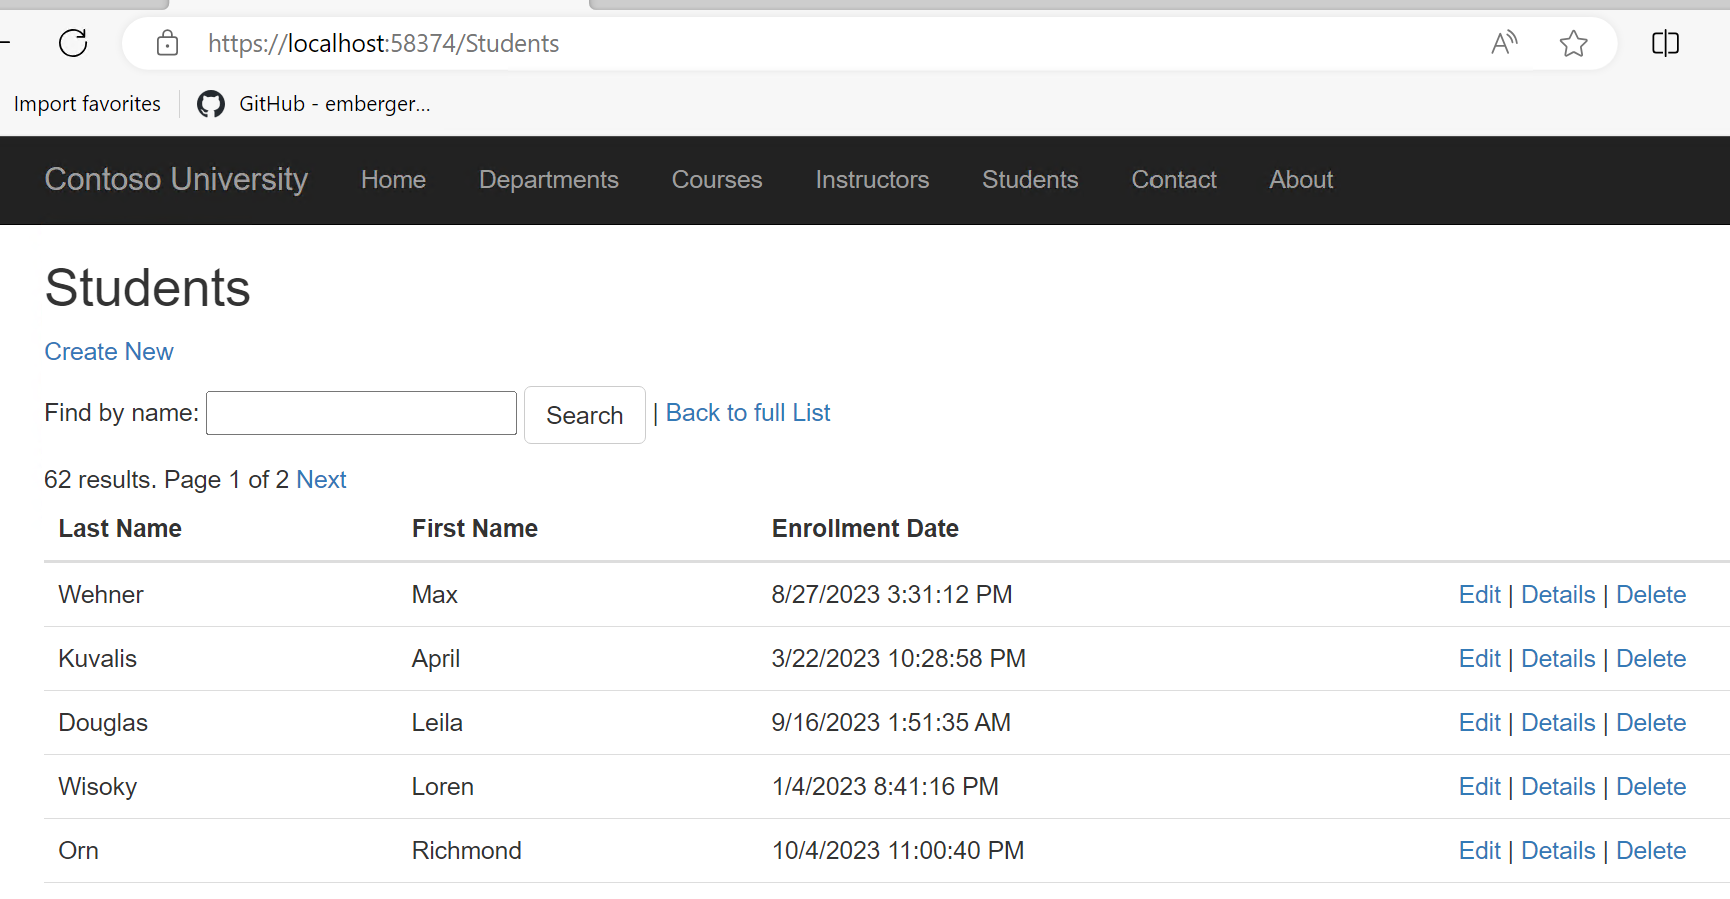 https://localhost:58374/Students
Import favorites GitHub - emberger...
Contoso University Home Departments Courses Instructors Students Contact About
Students
Create New
Find by name: Search | Back to full List
62 results. Page 1 of 2 Next
Last Name First Name Enrollment Date
Wehner Max 8/27/2023 3:31:12 PM Edit | Details | Delete
Kuvalis April 3/22/2023 10:28:58 PM Edit | Details | Delete
Douglas Leila 9/16/2023 1:51:35 AM Edit | Details | Delete
Wisoky Loren 1/4/2023 8:41:16 PM Edit | Details | Delete
Orn Richmond 10/4/2023 11:00:40 PM Edit | Details | Delete